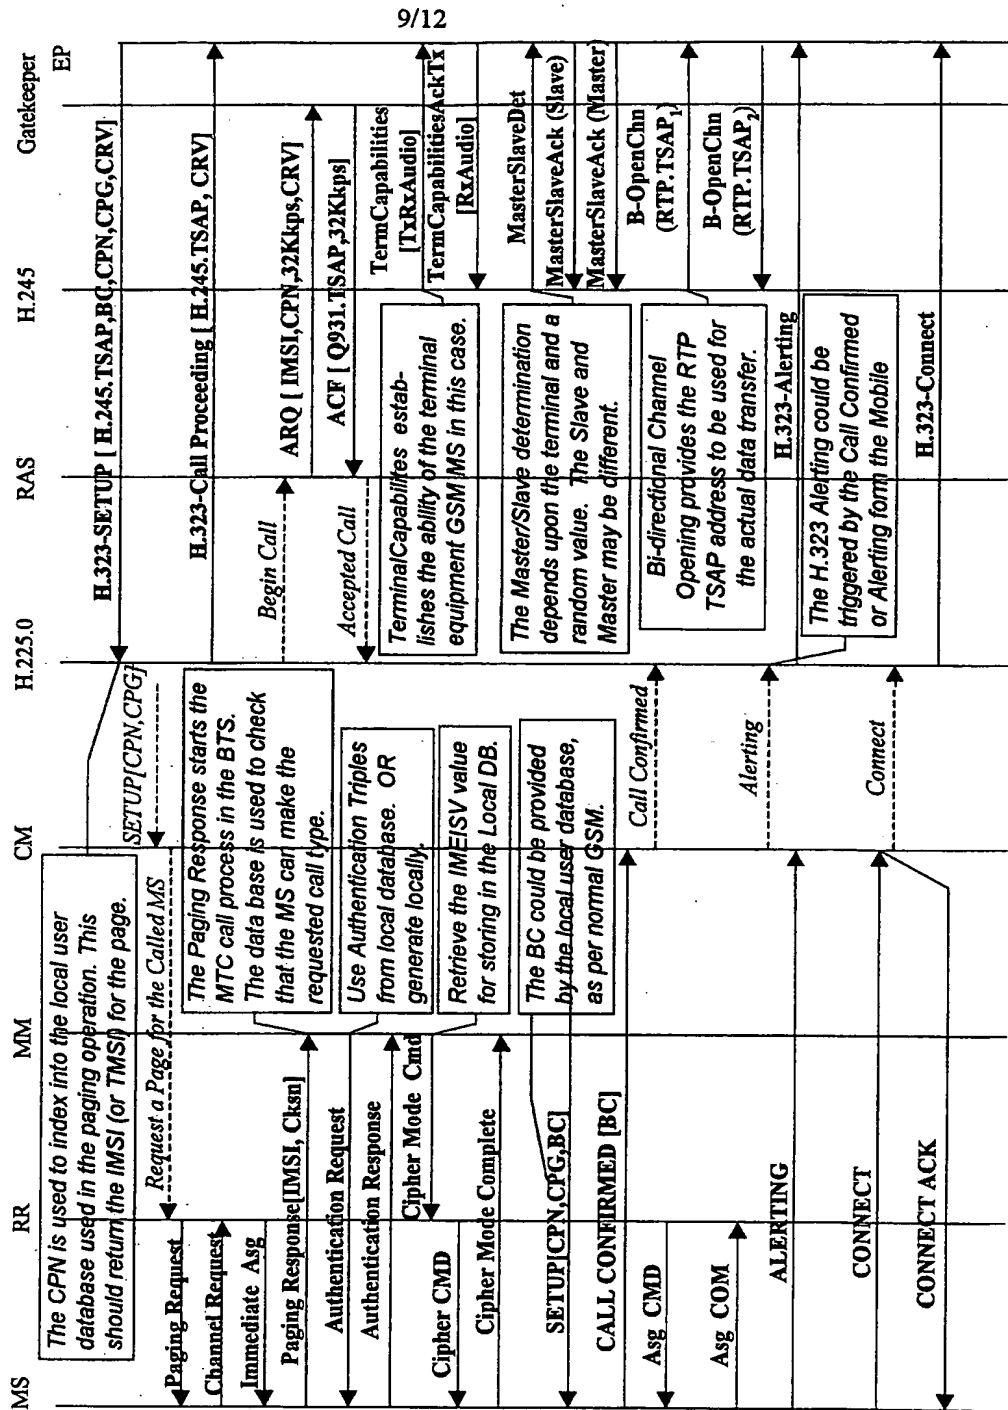 9/12
MS
RR
MM
CM
H.225.0
RAS
H.245
Gatekeeper
EP
The CPN is used to index into the local user
database used in the paging operation. This
should return the IMSI (or TMSI) for the page.
H.323-SETUP [ H.245.TSAP,BC,CPN,CPG,CRV]
SETUP[CPN,CPG]
Request a Page for the Called MS
H.323-Call Proceeding [ H.245.TSAP, CRV]
Paging Request
Channel Request
Immediate Asg
Begin Call
ARQ [ IMSI,CPN,32Kkps,CRV]
ACF [ Q931.TSAP,32Kkps]
Accepted Call
The Paging Response starts the
MTC call process in the BTS.
The data base is used to check
that the MS can make the
requested call type.
Paging Response[IMSI, Cksn]
Authentication Request
Authentication Response
Use Authentication Triples
from local database. OR
generate locally.
TermCapabilities
[TxRxAudio]
TermCapabilitiesAckTx
[RxAudio]
TerminalCapabilites estab-
lishes the ability of the terminal
equipment GSM MS in this case.
Cipher Mode Cmd
Cipher CMD
Cipher Mode Complete
Retrieve the IMEISV value
for storing in the Local DB.
MasterSlaveDet
MasterSlaveAck (Slave)
MasterSlaveAck (Master)
The Master/Slave determination
depends upon the terminal and a
random value. The Slave and
Master may be different.
SETUP[CPN,CPG,BC]
The BC could be provided
by the local user database,
as per normal GSM.
CALL CONFIRMED [BC]
Call Confirmed
B-OpenChn
(RTP.TSAP1)
B-OpenChn
(RTP.TSAP2)
Bi-directional Channel
Opening provides the RTP
TSAP address to be used for
the actual data transfer.
Asg CMD
Asg COM
ALERTING
Alerting
H.323-Alerting
The H.323 Alerting could be
triggered by the Call Confirmed
or Alerting form the Mobile
CONNECT
Connect
H.323-Connect
CONNECT ACK